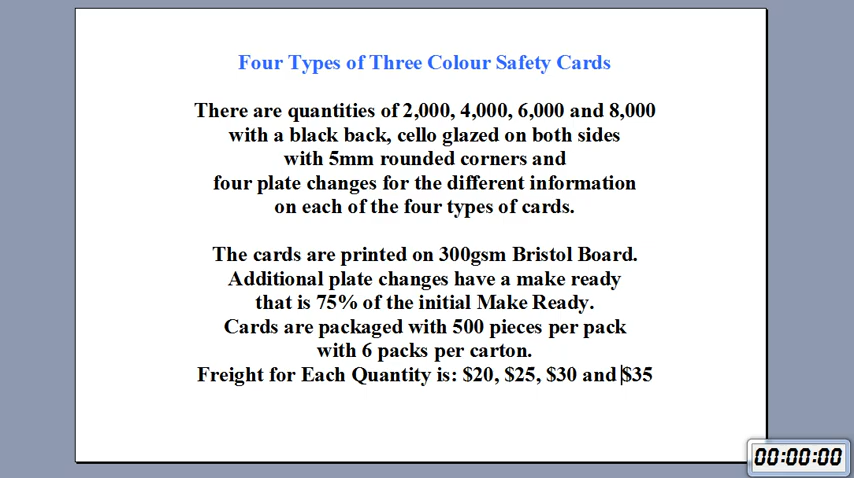 Four Types of Three Colour Safety Cards
There are quantities of 2,000, 4,000, 6,000 and 8,000
with a black back, cello glazed on both sides
with 5mm rounded corners and
four plate changes for the different information
on each of the four types of cards.
The cards are printed on 300gsm Bristol Board.
Additional plate changes have a make ready
that is 75% of the initial Make Ready.
Cards are packaged with 500 pieces per pack
with 6 packs per carton.
Freight for Each Quantity is: $20, $25, $30 and $35
00:00:00